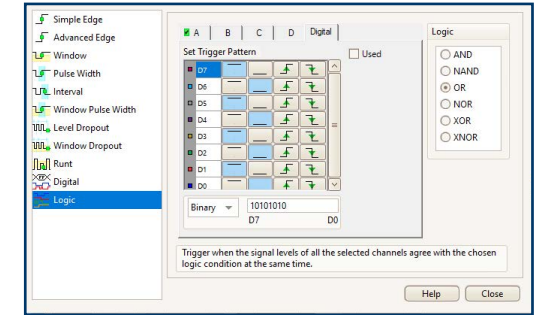 Simple Edge
Advanced Edge
Window
Pulse Width
Interval
Window Pulse Width
Level Dropout
Window Dropout
Runt
Digital
Logic
A B C D Digital
Set Trigger Pattern
Used
D7
D6
D5
D4
D3
D2
D1
D0
Binary 10101010
D7 D0
Logic
AND
NAND
OR
NOR
XOR
XNOR
Trigger when the signal levels of all the selected channels agree with the chosen
logic condition at the same time.
Help Close